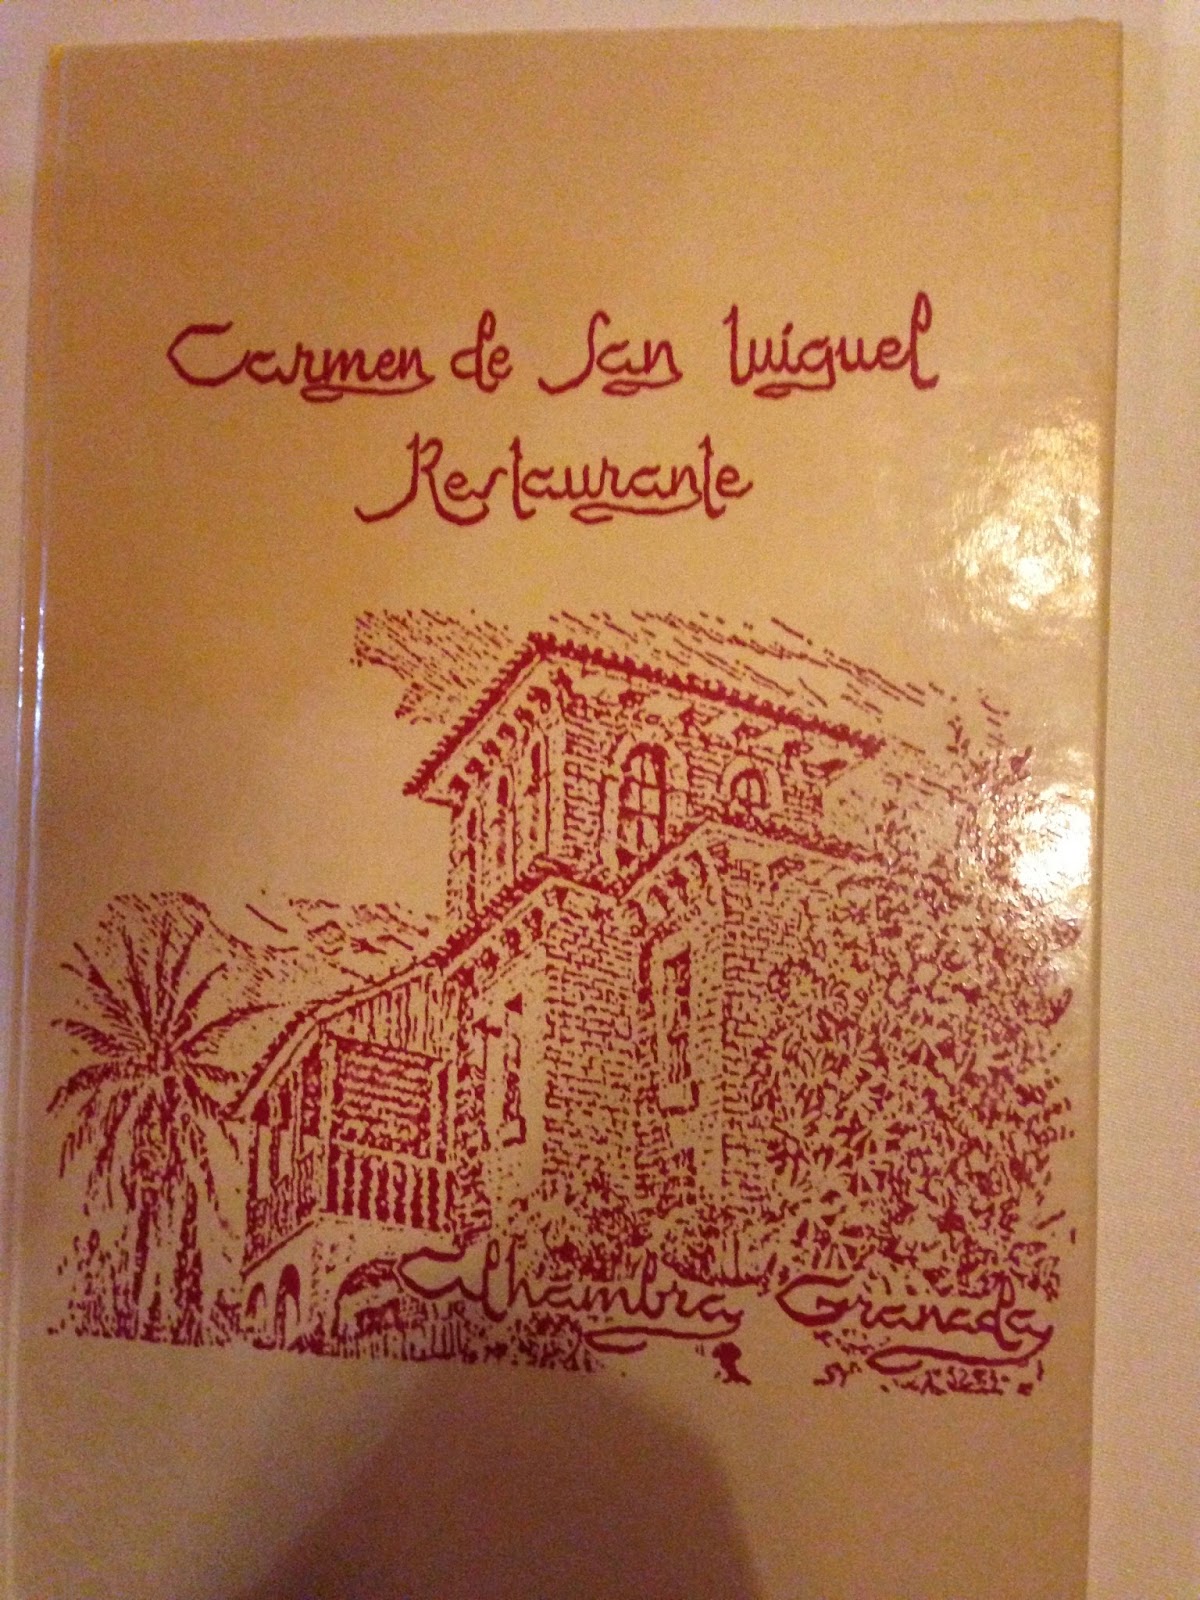 Carmen de San Miguel
Restaurante
Alhambra Granada